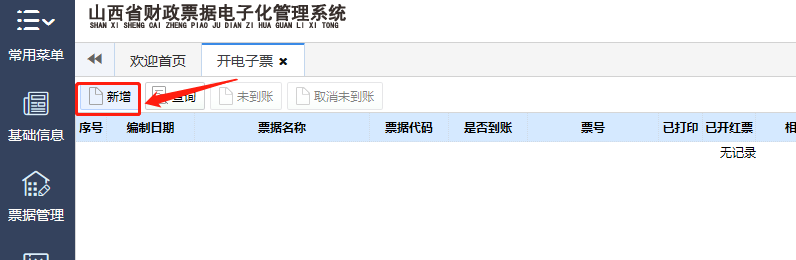 山西省财政票据电子化管理系统
SHAN XI SHENG CAI ZHENG PIAO JU DIAN ZI HUA GUAN LI XI TONG
常用菜单
欢迎首页 开电子票
新增 查询 未到账 取消未到账
基础信息
序号 编制日期 票据名称 票据代码 是否到账 票号 已打印 已开红票 相
无记录
票据管理